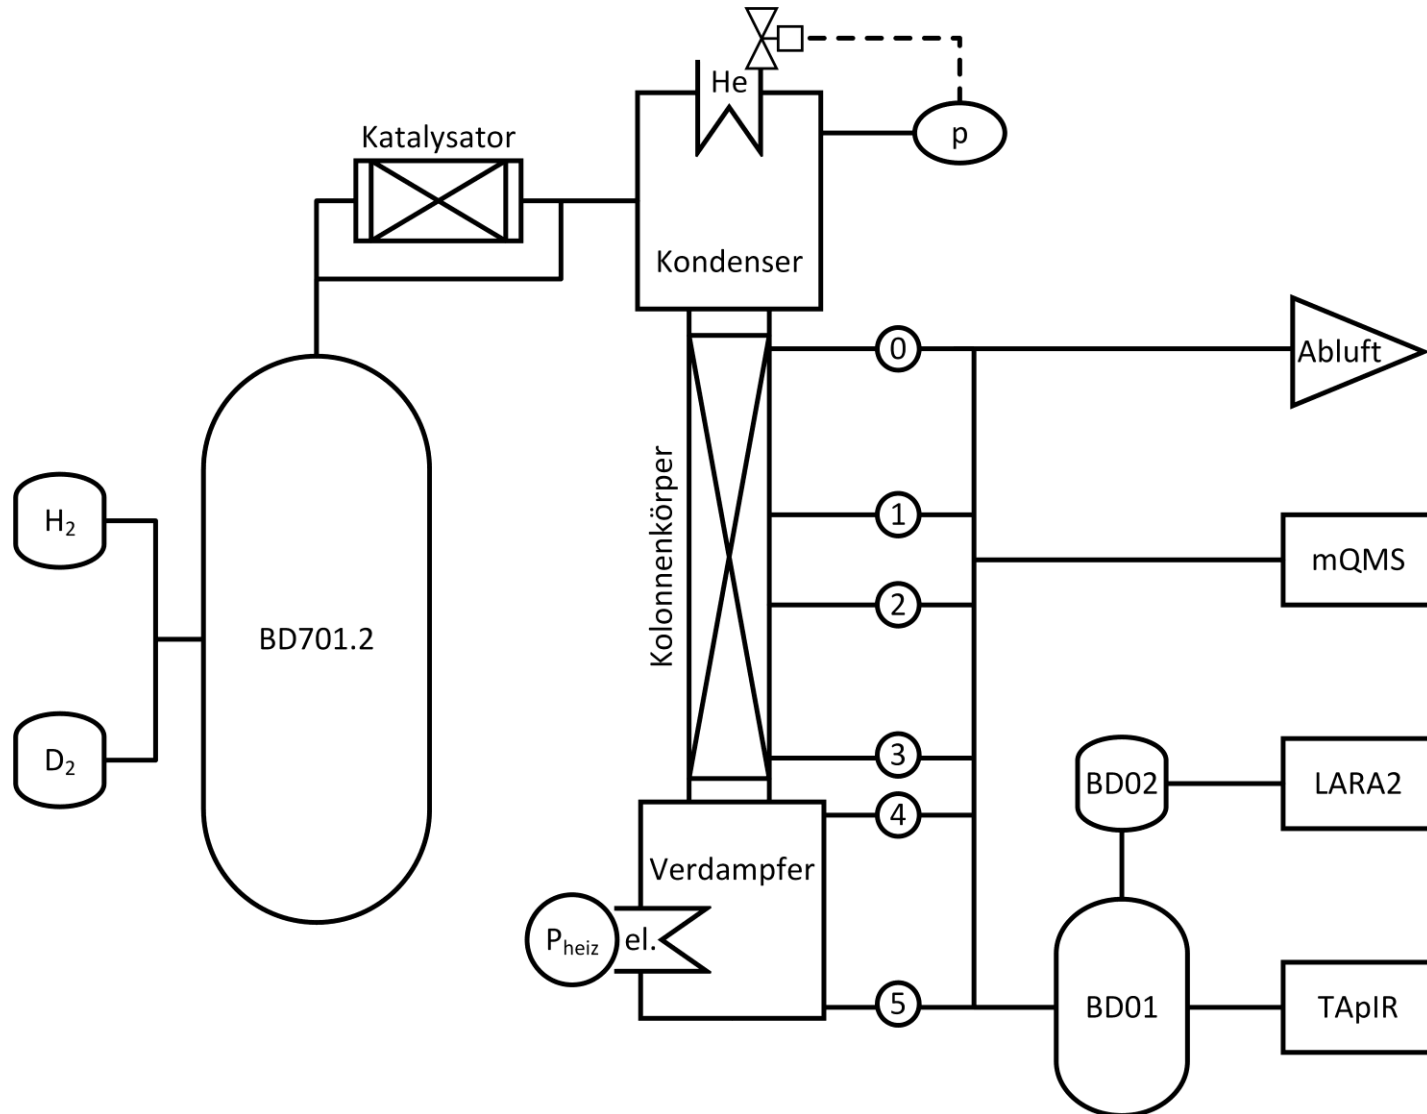 He
p
Katalysator
Kondenser
0
Abluft
Kolonnenkörper
1
H₂
mQMS
2
BD701.2
3
D₂
BD02
LARA2
4
Verdampfer
P_heiz
el.
5
BD01
TApIR